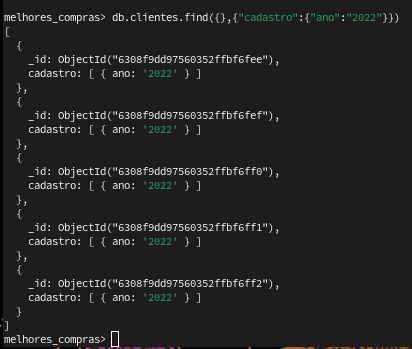 melhores_compras> db.clientes.find({},{"cadastro":{"ano":"2022"}})
[
  {
    _id: ObjectId("6308f9dd97560352ffbf6fee"),
    cadastro: [ { ano: '2022' } ]
  },
  {
    _id: ObjectId("6308f9dd97560352ffbf6fef"),
    cadastro: [ { ano: '2022' } ]
  },
  {
    _id: ObjectId("6308f9dd97560352ffbf6ff0"),
    cadastro: [ { ano: '2022' } ]
  },
  {
    _id: ObjectId("6308f9dd97560352ffbf6ff1"),
    cadastro: [ { ano: '2022' } ]
  },
  {
    _id: ObjectId("6308f9dd97560352ffbf6ff2"),
    cadastro: [ { ano: '2022' } ]
  }
]
melhores_compras>